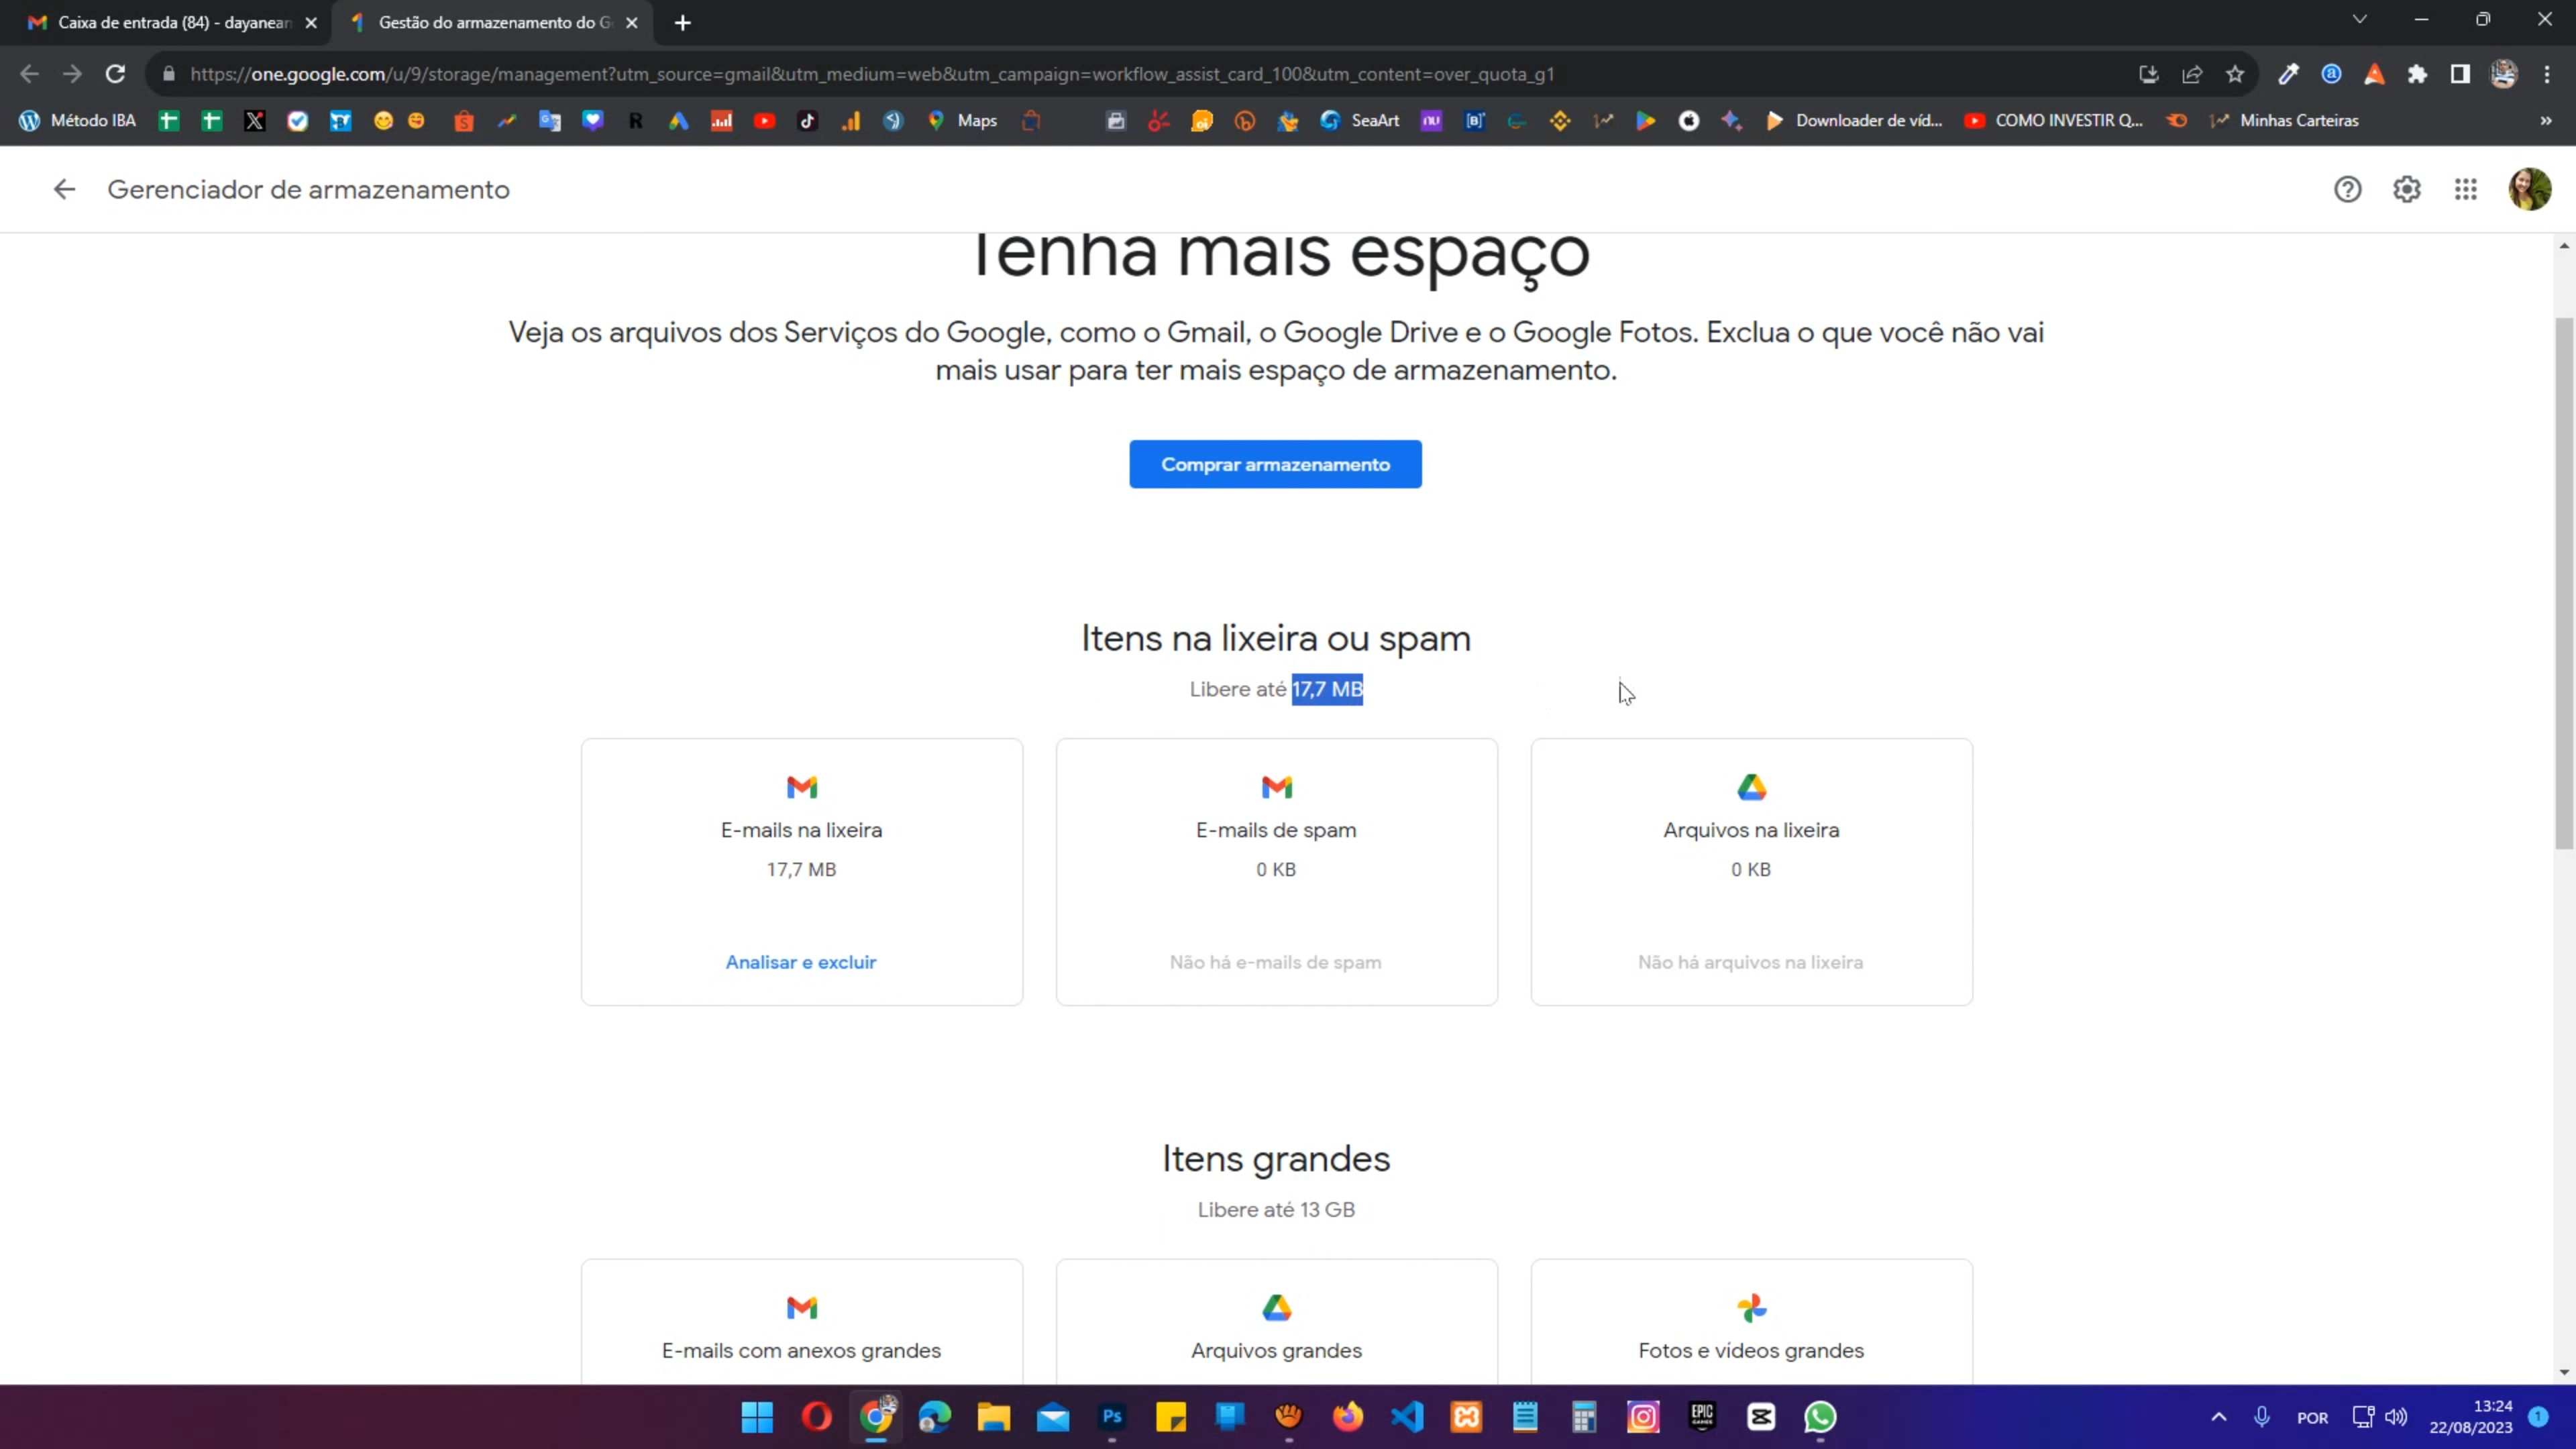 Caixa de entrada (84) - dayanean
Gestão do armazenamento do G
https://one.google.com/u/9/storage/management?utm_source=gmail&utm_medium=web&utm_campaign=workflow_assist_card_100&utm_content=over_quota_g1
Método IBA
Maps
SeaArt
Downloader de víd...
COMO INVESTIR Q...
Minhas Carteiras
»
Gerenciador de armazenamento
Tenha mais espaço
Veja os arquivos dos Serviços do Google, como o Gmail, o Google Drive e o Google Fotos. Exclua o que você não vai
mais usar para ter mais espaço de armazenamento.
Comprar armazenamento
Itens na lixeira ou spam
Libere até 17,7 MB
E-mails na lixeira
17,7 MB
Analisar e excluir
E-mails de spam
0 KB
Não há e-mails de spam
Arquivos na lixeira
0 KB
Não há arquivos na lixeira
Itens grandes
Libere até 13 GB
E-mails com anexos grandes
Arquivos grandes
Fotos e vídeos grandes
Ps
EPIC
GAMES
POR
13:24
22/08/2023
1